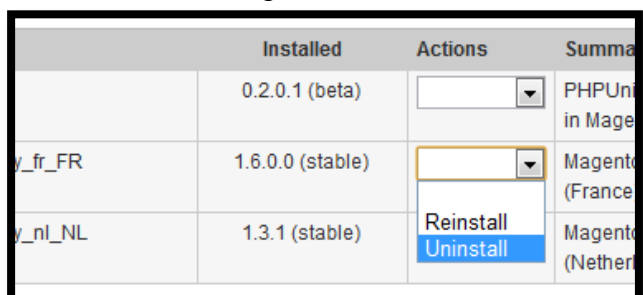 Installed Actions Summa
0.2.0.1 (beta) PHPUni
in Mage
y_fr_FR 1.6.0.0 (stable) Magento
(France
Reinstall
y_nl_NL 1.3.1 (stable) Uninstall Magento
(Netherl